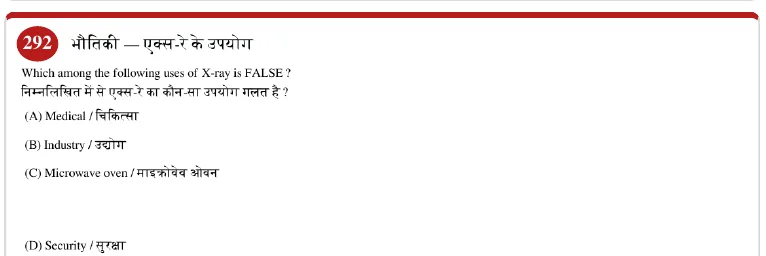 292 भौतिकी — एक्स-रे के उपयोग
Which among the following uses of X-ray is FALSE ?
निम्नलिखित में से एक्स-रे का कौन-सा उपयोग गलत है ?
(A) Medical / चिकित्सा
(B) Industry / उद्योग
(C) Microwave oven / माइक्रोवेव ओवन
(D) Security / सुरक्षा